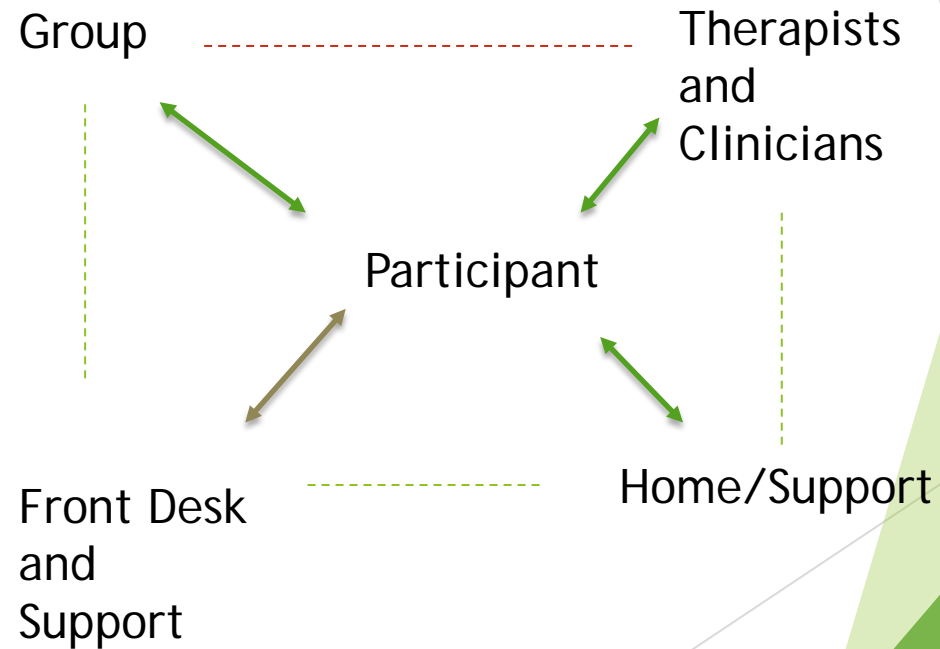 Group
Therapists
and
Clinicians
Participant
Home/Support
Front Desk
and
Support